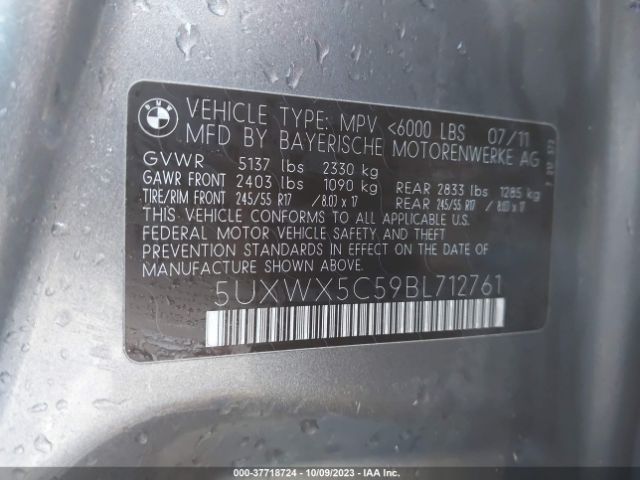 BMW
VEHICLE TYPE: MPV <6000 LBS 07/11
MFD BY BAYERISCHE MOTORENWERKE AG
GVWR 5137 lbs 2330 kg
GAWR FRONT 2403 lbs 1090 kg REAR 2833 lbs 1285 kg
TIRE/RIM FRONT 245/55 R17 / 8.0J x 17 REAR 245/55 R17 / 8.0J x 17
THIS VEHICLE CONFORMS TO ALL APPLICABLE U.S.
FEDERAL MOTOR VEHICLE SAFETY AND THEFT
PREVENTION STANDARDS IN EFFECT ON THE DATE OF
MANUFACTURE SHOWN ABOVE.
5UXWX5C59BL712761
000-37718724 - 10/09/2023 - IAA Inc.